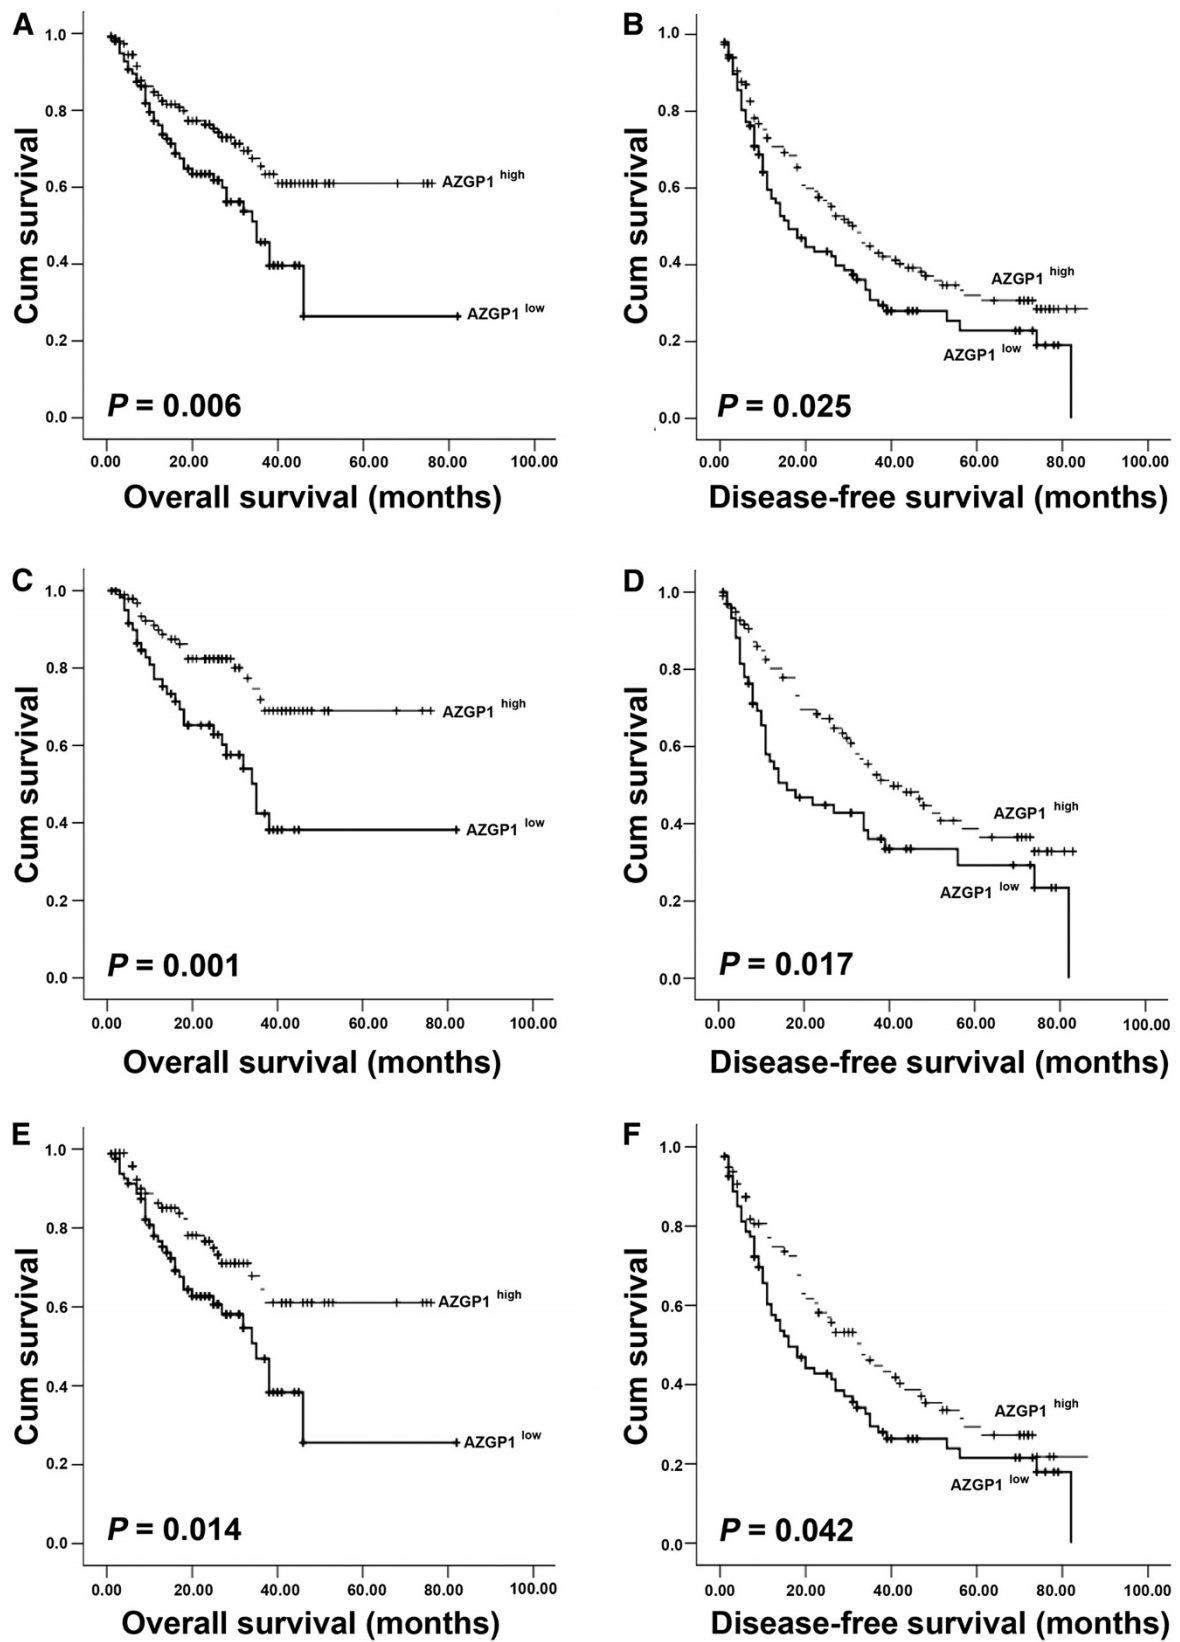 A
Cum survival
1.0
0.8
0.6
0.4
0.2
0.0
AZGP1 high
AZGP1 low
P = 0.006
0.00 20.00 40.00 60.00 80.00 100.00
Overall survival (months)
B
Cum survival
1.0
0.8
0.6
0.4
0.2
0.0
AZGP1 high
AZGP1 low
P = 0.025
0.00 20.00 40.00 60.00 80.00 100.00
Disease-free survival (months)
C
Cum survival
1.0
0.8
0.6
0.4
0.2
0.0
AZGP1 high
AZGP1 low
P = 0.001
0.00 20.00 40.00 60.00 80.00 100.00
Overall survival (months)
D
Cum survival
1.0
0.8
0.6
0.4
0.2
0.0
AZGP1 high
AZGP1 low
P = 0.017
0.00 20.00 40.00 60.00 80.00 100.00
Disease-free survival (months)
E
Cum survival
1.0
0.8
0.6
0.4
0.2
0.0
AZGP1 high
AZGP1 low
P = 0.014
0.00 20.00 40.00 60.00 80.00 100.00
Overall survival (months)
F
Cum survival
1.0
0.8
0.6
0.4
0.2
0.0
AZGP1 high
AZGP1 low
P = 0.042
0.00 20.00 40.00 60.00 80.00 100.00
Disease-free survival (months)